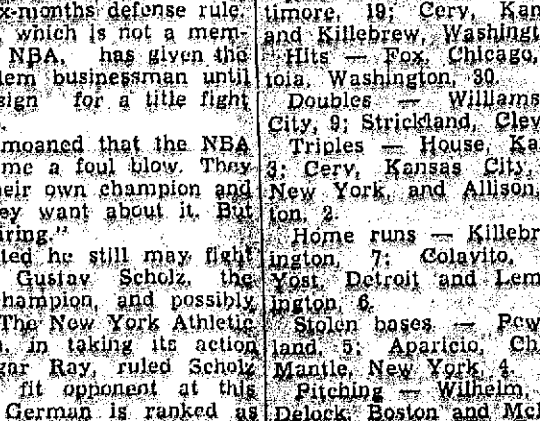 x-months defense rule.
which is not a mem-
NBA, has given the
lem businessman until
sign for a title fight
moaned that the NBA
me a foul blow. They
eir own champion and
ey want about it. But
iring."
ted he still may fight
Gustav Scholz, the
hampion, and possibly
The New York Athletic
in taking its action
gar Ray, ruled Scholz
fit opponent at this
German is ranked as
timore, 19; Cerv, Kan
and Killebrew, Washingt
Hits — Fox, Chicago,
tola, Washington, 30.
Doubles — Williams
City, 9; Strickland, Clev
Triples — House, Ka
3; Cerv, Kansas City,
New York, and Allison,
ton, 2.
Home runs — Killebr
ington, 7; Colavito,
Yost, Detroit and Lem
ington, 6.
Stolen bases — Pow
land, 5; Aparicio, Ch
Mantle, New York, 4.
Pitching — Wilhelm,
Delock, Boston and McL